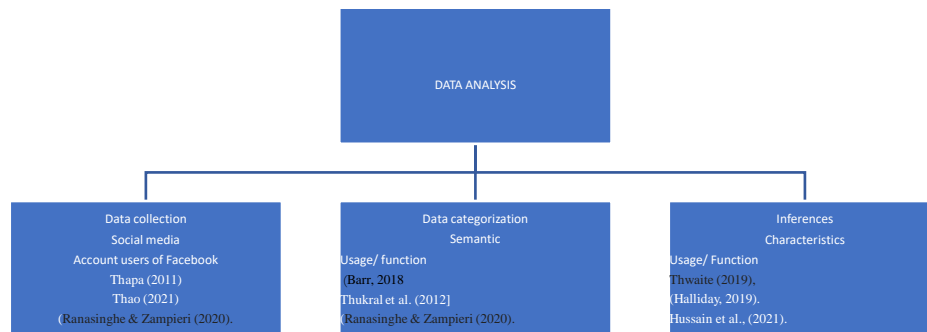 DATA ANALYSIS
Data collection
Social media
Account users of Facebook
Thapa (2011)
Thao (2021)
(Ranasinghe & Zampieri (2020).
Data categorization
Semantic
Usage/ function
(Barr, 2018
Thukral et al. (2012]
(Ranasinghe & Zampieri (2020).
Inferences
Characteristics
Usage/ Function
Thwaite (2019),
(Halliday, 2019).
Hussain et al., (2021).